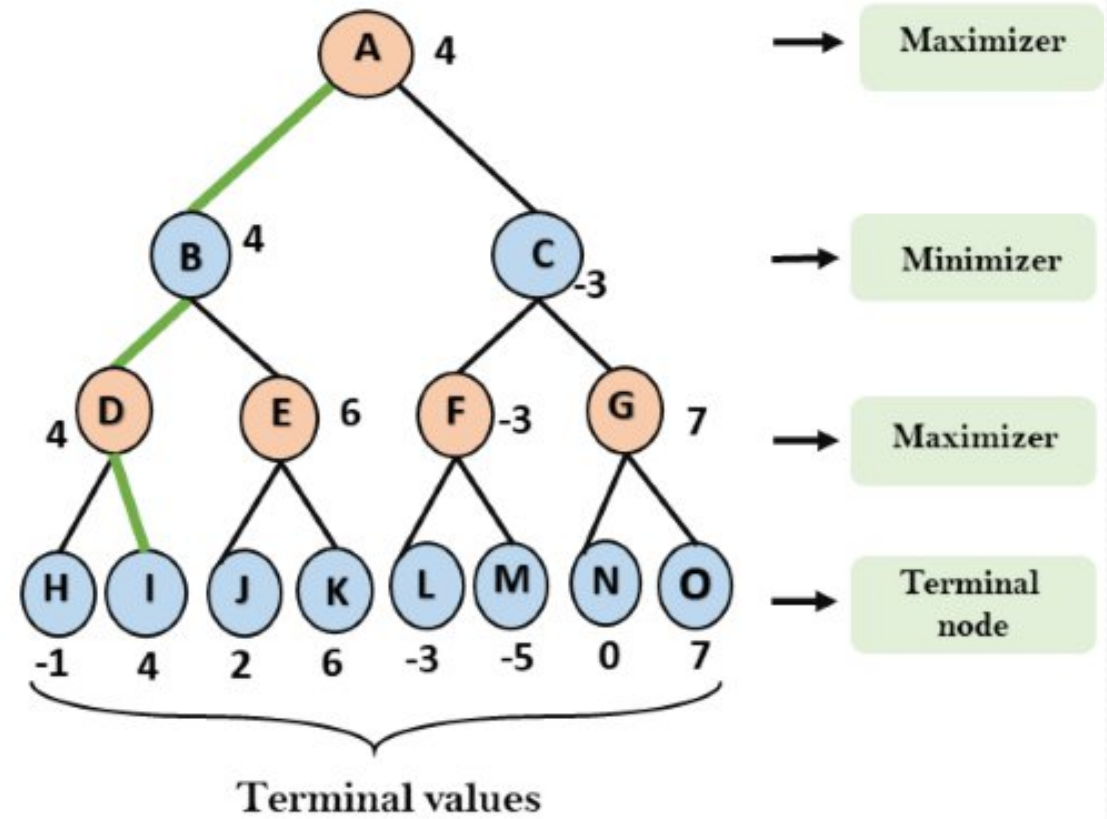 A 4 Maximizer
B 4 C -3 Minimizer
4 D E 6 F -3 G 7 Maximizer
H I J K L M N O Terminal
node
-1 4 2 6 -3 -5 0 7
Terminal values